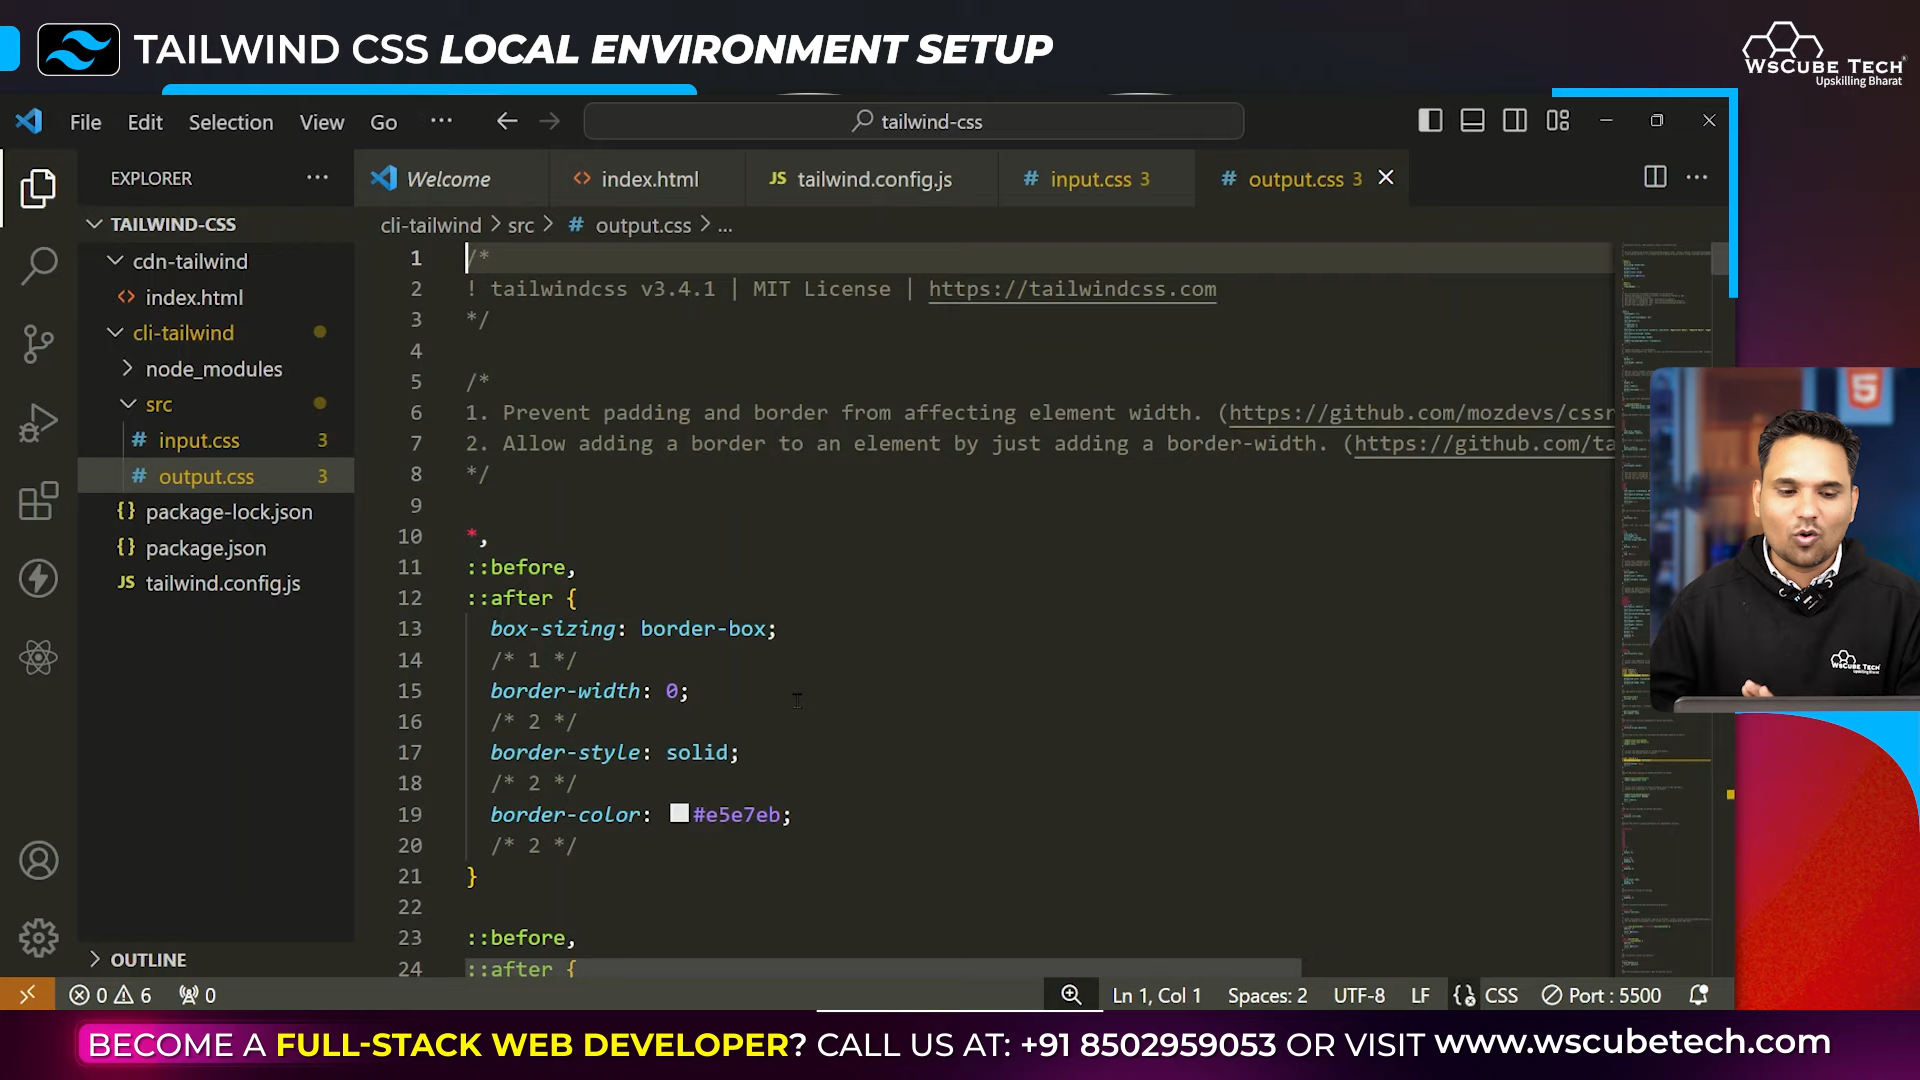 TAILWIND CSS LOCAL ENVIRONMENT SETUP
WsCube Tech
Upskilling Bharat
File Edit Selection View Go ···
tailwind-css
EXPLORER ···
Welcome
index.html
tailwind.config.js
input.css 3
output.css 3
TAILWIND-CSS
cdn-tailwind
index.html
cli-tailwind
node_modules
src
input.css 3
output.css 3
package-lock.json
package.json
tailwind.config.js
OUTLINE
cli-tailwind > src > # output.css > ...
1 /*
2 ! tailwindcss v3.4.1 | MIT License | https://tailwindcss.com
3 */
4
5 /*
6 1. Prevent padding and border from affecting element width. (https://github.com/mozdevs/cssr
7 2. Allow adding a border to an element by just adding a border-width. (https://github.com/ta
8 */
9
10 *,
11 ::before,
12 ::after {
13 box-sizing: border-box;
14 /* 1 */
15 border-width: 0;
16 /* 2 */
17 border-style: solid;
18 /* 2 */
19 border-color: #e5e7eb;
20 /* 2 */
21 }
22
23 ::before,
24 ::after {
0 6 0
Ln 1, Col 1 Spaces: 2 UTF-8 LF CSS Port : 5500
WsCube Tech
BECOME A FULL-STACK WEB DEVELOPER? CALL US AT: +91 8502959053 OR VISIT www.wscubetech.com